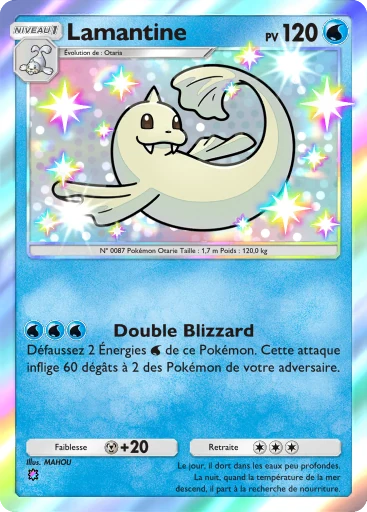 NIVEAU 1
Lamantine
PV 120
Évolution de : Otaria
N° 0087 Pokémon Otarie Taille : 1,7 m Poids : 120,0 kg
Double Blizzard
Défaussez 2 Énergies de ce Pokémon. Cette attaque
inflige 60 dégâts à 2 des Pokémon de votre adversaire.
Faiblesse +20
Retraite
Illus. MAHOU
Le jour, il dort dans les eaux peu profondes.
La nuit, quand la température de la mer
descend, il part à la recherche de nourriture.